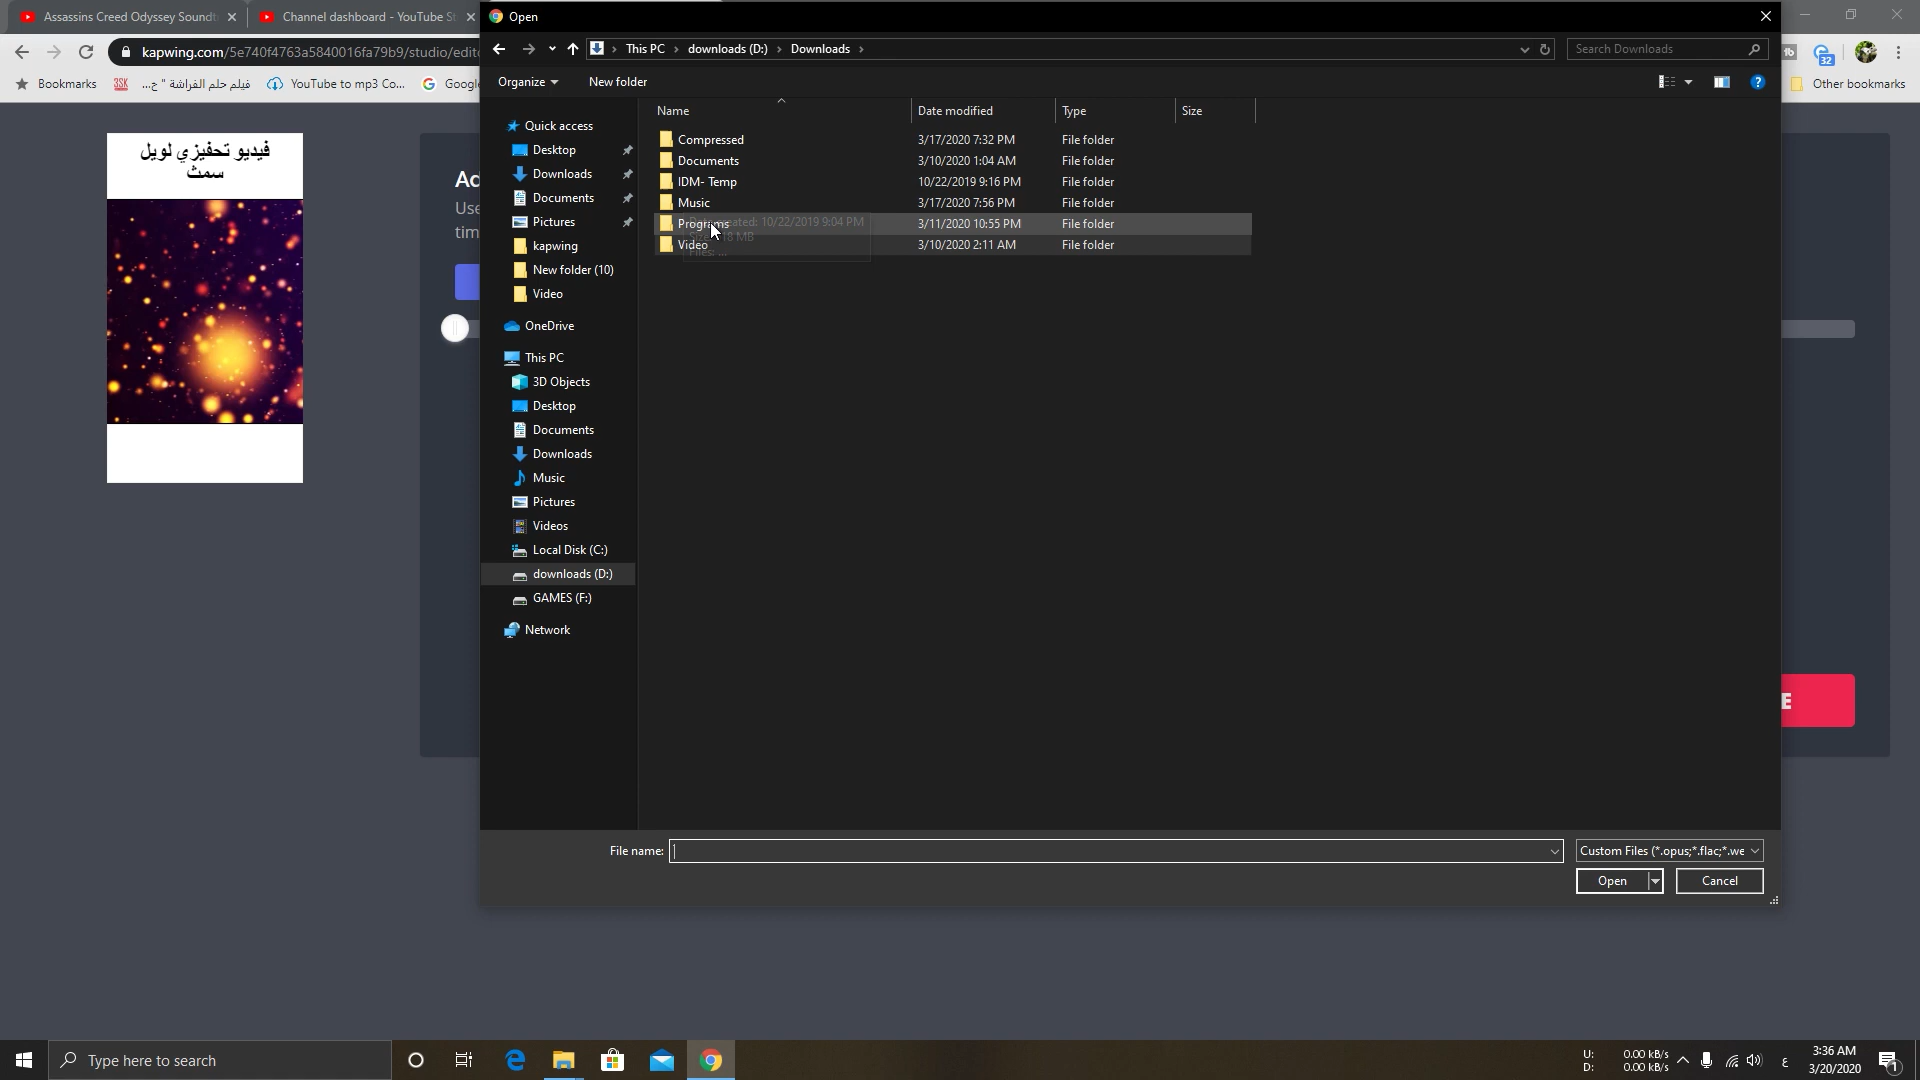 Assassins Creed Odyssey Soundt
Channel dashboard - YouTube St
Open
kapwing.com/5e740f4763a5840016fa79b9/studio/edito
This PC > downloads (D:) > Downloads >
Search Downloads
32
Bookmarks
فيلم حلم الفراشة " ح...
YouTube to mp3 Co...
Google
Other bookmarks
Organize
New folder
Name
Date modified
Type
Size
Quick access
Desktop
Downloads
Documents
Pictures
kapwing
New folder (10)
Video
OneDrive
This PC
3D Objects
Desktop
Documents
Downloads
Music
Pictures
Videos
Local Disk (C:)
downloads (D:)
GAMES (F:)
Network
Compressed 3/17/2020 7:32 PM File folder
Documents 3/10/2020 1:04 AM File folder
IDM- Temp 10/22/2019 9:16 PM File folder
Music 3/17/2020 7:56 PM File folder
Programs 3/11/2020 10:55 PM File folder
Video 3/10/2020 2:11 AM File folder
فيديو تحفيزي لويل
سمث
Ad
Use
tim
E
File name:
Custom Files (*.opus;*.flac;*.we
Open
Cancel
Type here to search
U: 0.00 kB/s
D: 0.00 kB/s
ع
3:36 AM
3/20/2020
1